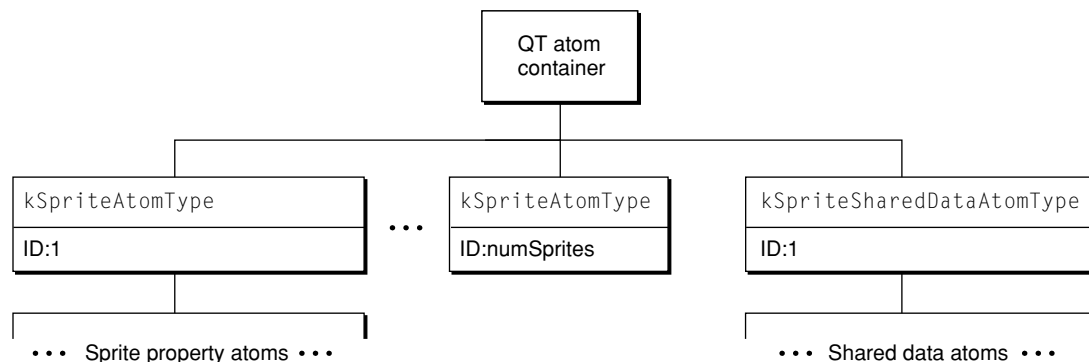 QT atom
container
kSpriteAtomType
ID:1
•••
kSpriteAtomType
ID:numSprites
kSpriteSharedDataAtomType
ID:1
••• Sprite property atoms •••
••• Shared data atoms •••